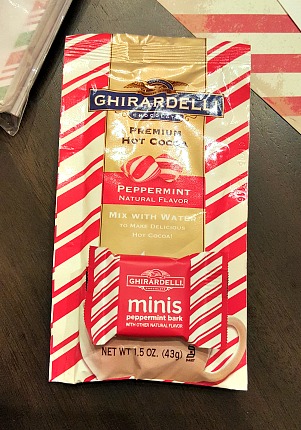 GHIRARDELLI
CHOCOLATE
PREMIUM
HOT COCOA
PEPPERMINT
NATURAL FLAVOR
MIX WITH WATER
TO MAKE DELICIOUS
HOT COCOA!
GHIRARDELLI
CHOCOLATE
minis
peppermint bark
WITH OTHER NATURAL FLAVOR
NET WT 1.5 OZ. (43g)